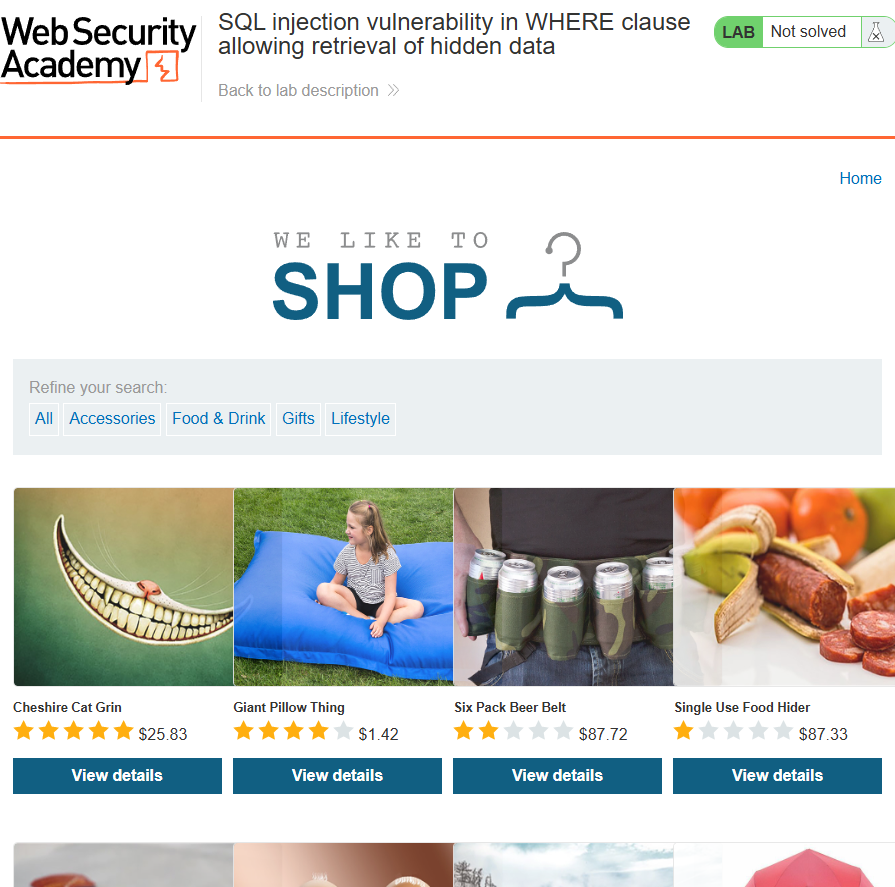 Web Security
Academy
SQL injection vulnerability in WHERE clause
allowing retrieval of hidden data
Back to lab description
LAB Not solved
Home
WE LIKE TO
SHOP
Refine your search:
All Accessories Food & Drink Gifts Lifestyle
Cheshire Cat Grin Giant Pillow Thing Six Pack Beer Belt Single Use Food Hider
$25.83 $1.42 $87.72 $87.33
View details View details View details View details